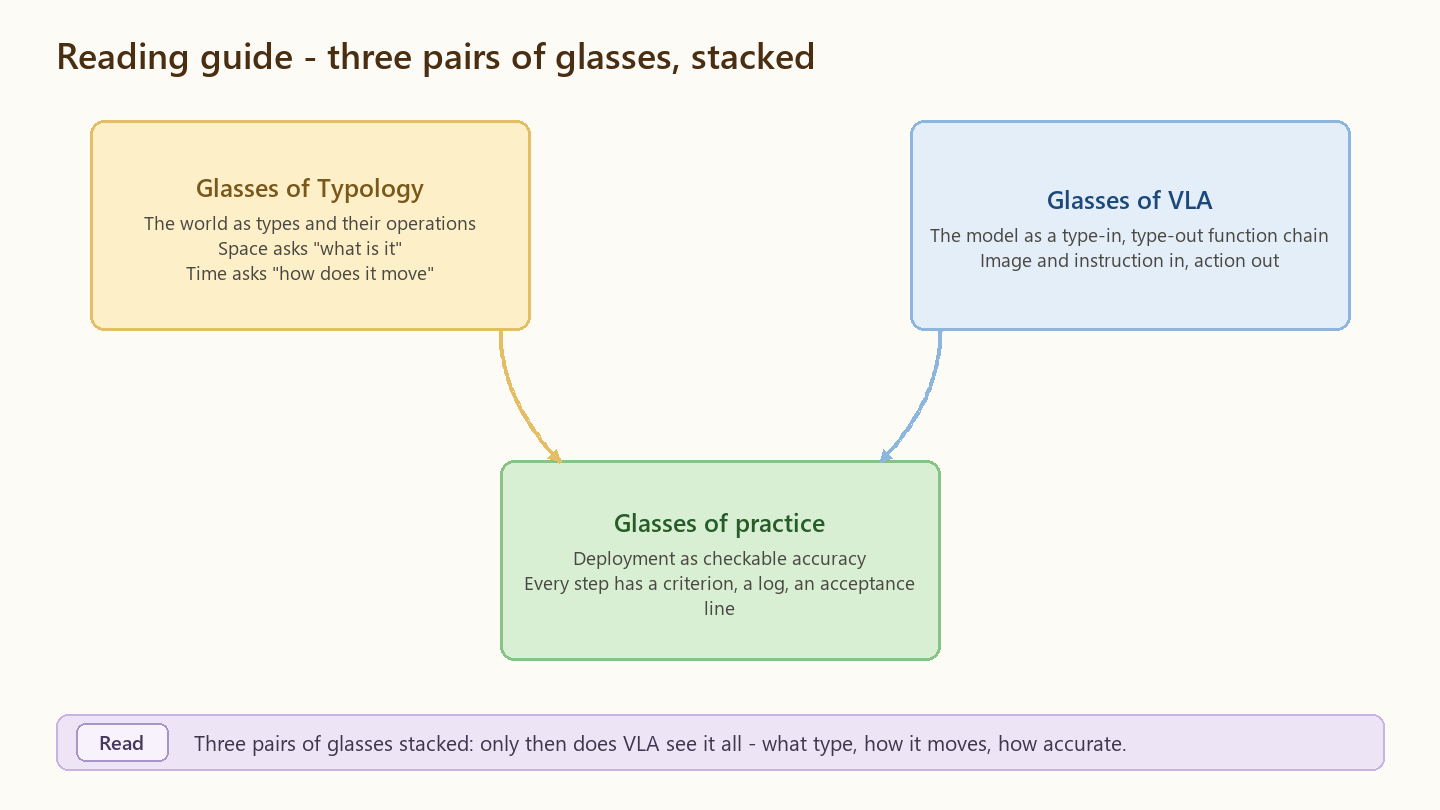 Reading guide - three pairs of glasses, stacked
Glasses of Typology
The world as types and their operations
Space asks "what is it"
Time asks "how does it move"
Glasses of VLA
The model as a type-in, type-out function chain
Image and instruction in, action out
Glasses of practice
Deployment as checkable accuracy
Every step has a criterion, a log, an acceptance
line
Read
Three pairs of glasses stacked: only then does VLA see it all - what type, how it moves, how accurate.